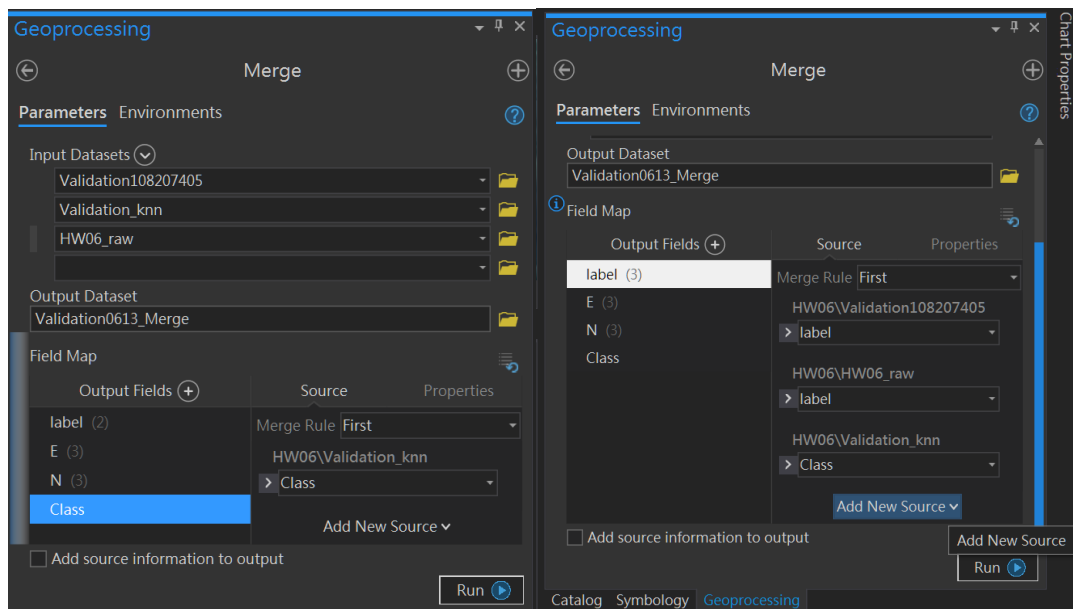 Geoprocessing
Merge
Parameters Environments
Input Datasets
Validation108207405
Validation_knn
HW06_raw
Output Dataset
Validation0613_Merge
Field Map
Output Fields
Source
Properties
label (2)
E (3)
N (3)
Class
Merge Rule First
HW06\Validation_knn
Class
Add New Source
Add source information to output
Run
Geoprocessing
Merge
Parameters Environments
Output Dataset
Validation0613_Merge
Field Map
Output Fields
Source
Properties
label (3)
E (3)
N (3)
Class
Merge Rule First
HW06\Validation108207405
label
HW06\HW06_raw
label
HW06\Validation_knn
Class
Add New Source
Add source information to output
Add New Source
Run
Catalog Symbology Geoprocessing
Chart Properties